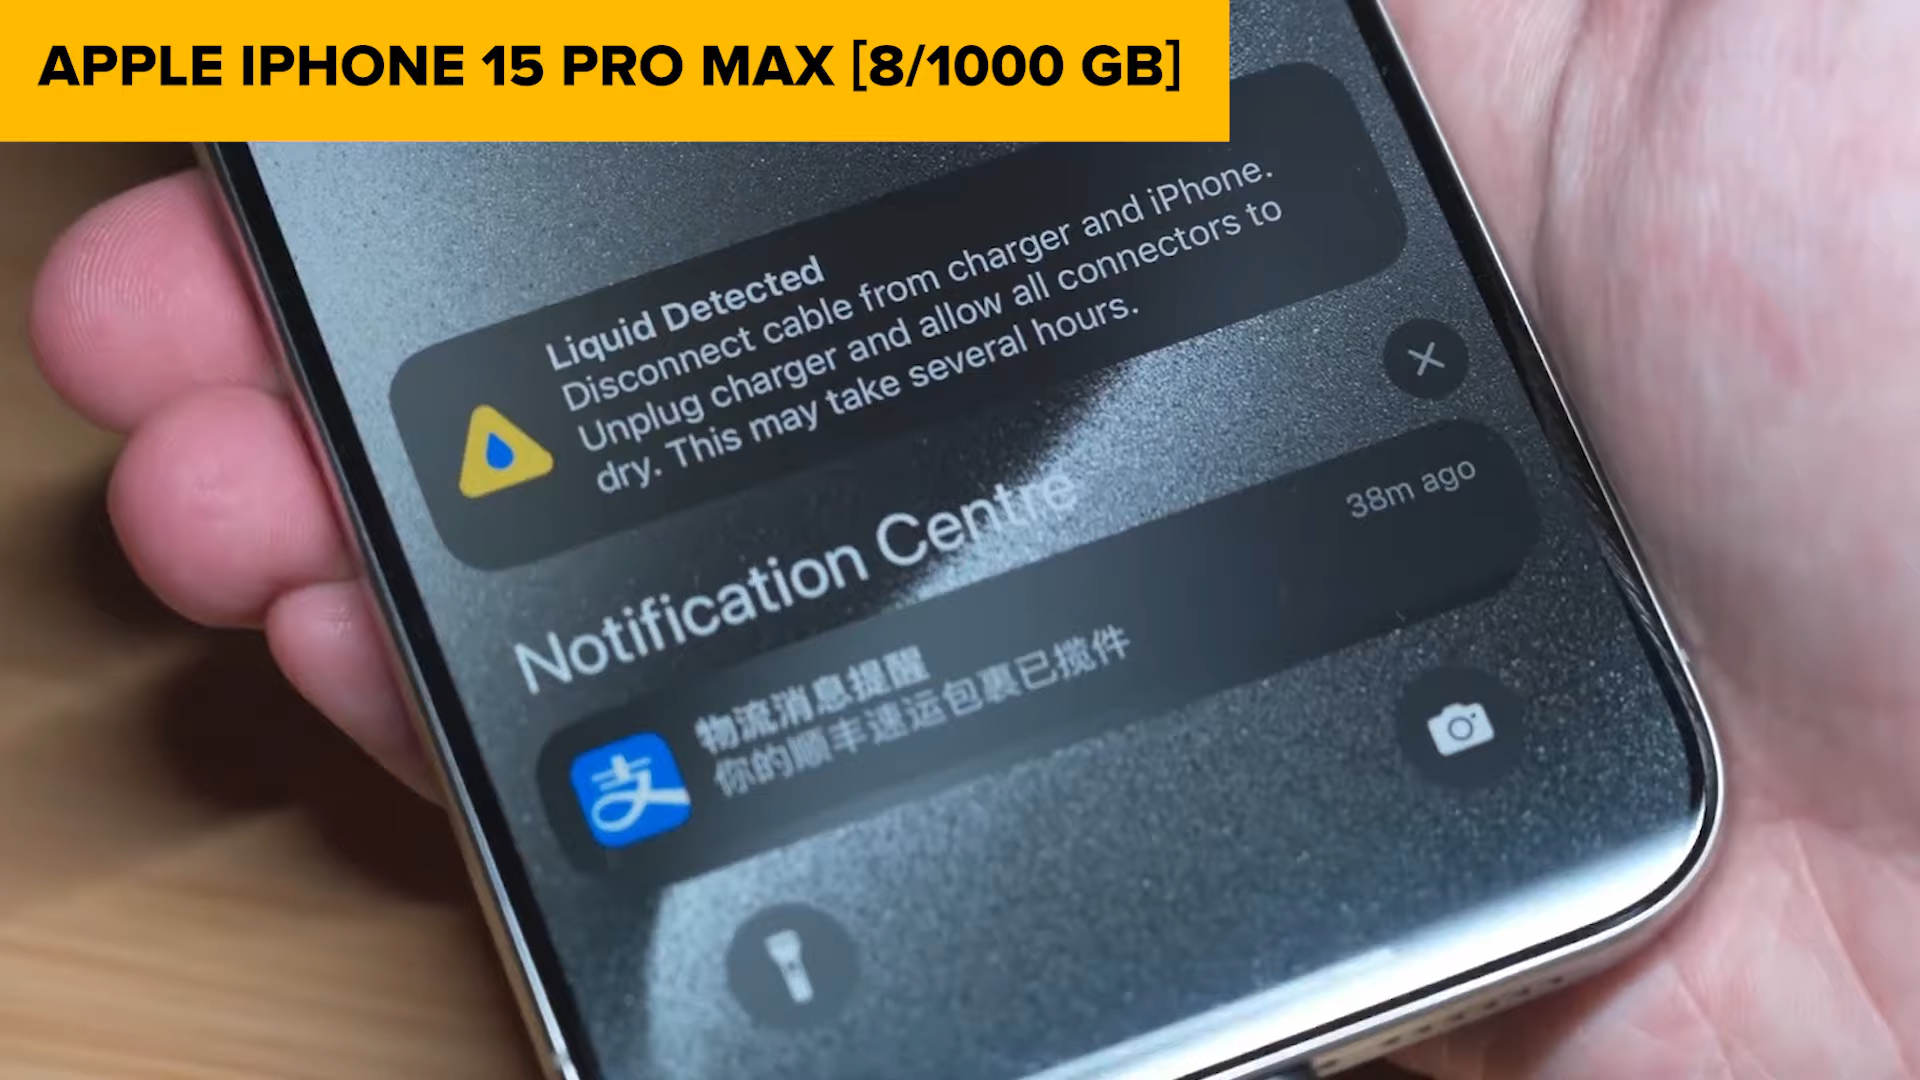 APPLE IPHONE 15 PRO MAX [8/1000 GB]
Liquid Detected
Disconnect cable from charger and iPhone.
Unplug charger and allow all connectors to
dry. This may take several hours.
Notification Centre
38m ago
物流消息提醒
你的顺丰速运包裹已揽件